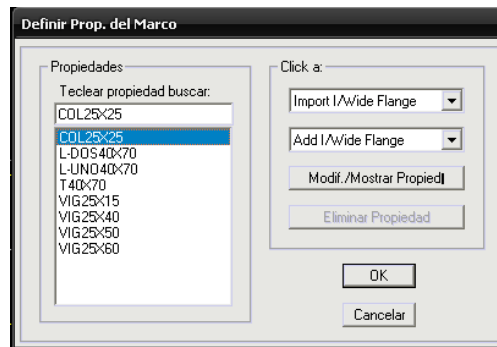 Definir Prop. del Marco
Propiedades
Teclear propiedad buscar:
COL25X25
COL25X25
L-DOS40X70
L-UNO40X70
T40X70
VIG25X15
VIG25X40
VIG25X50
VIG25X60
Click a:
Import I/Wide Flange
Add I/Wide Flange
Modif./Mostrar Propied
Eliminar Propiedad
OK
Cancelar